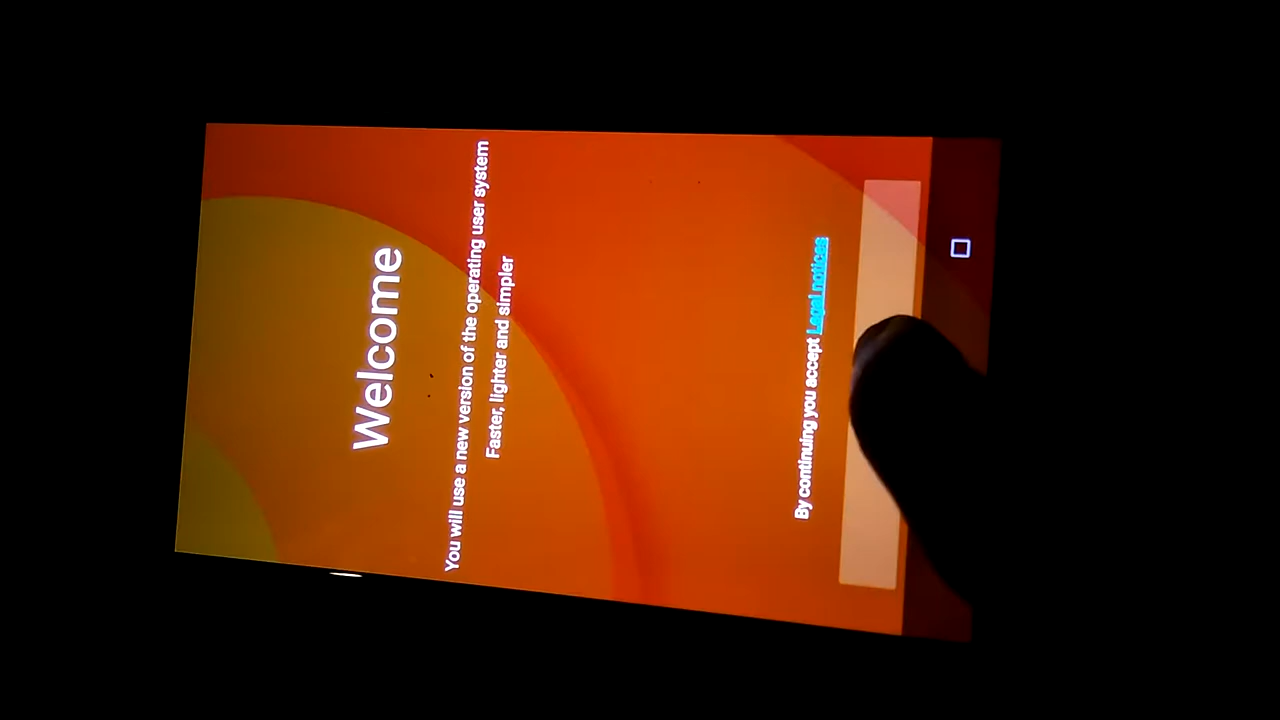 Welcome
You will use a new version of the operating user system
Faster, lighter and simpler
By continuing you accept Legal notices